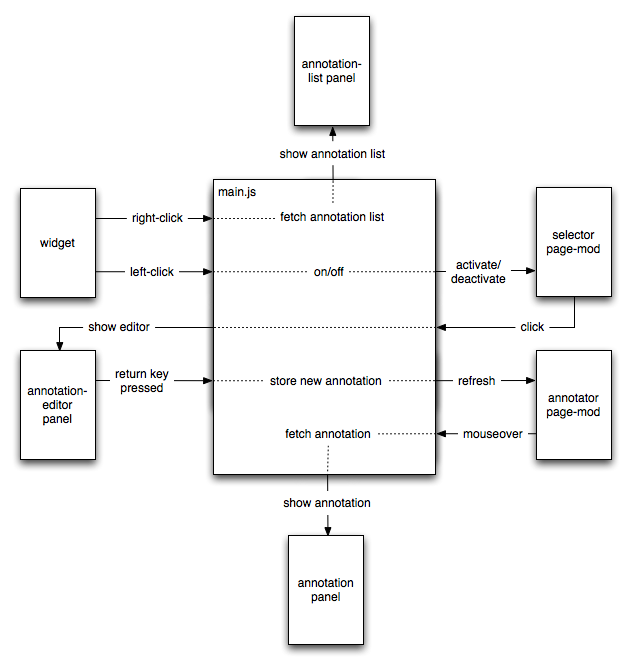 annotation-
list panel
show annotation list
main.js
widget
right-click
fetch annotation list
selector
page-mod
left-click
on/off
activate/
deactivate
show editor
click
annotation-
editor
panel
return key
pressed
store new annotation
refresh
annotator
page-mod
fetch annotation
mouseover
show annotation
annotation
panel